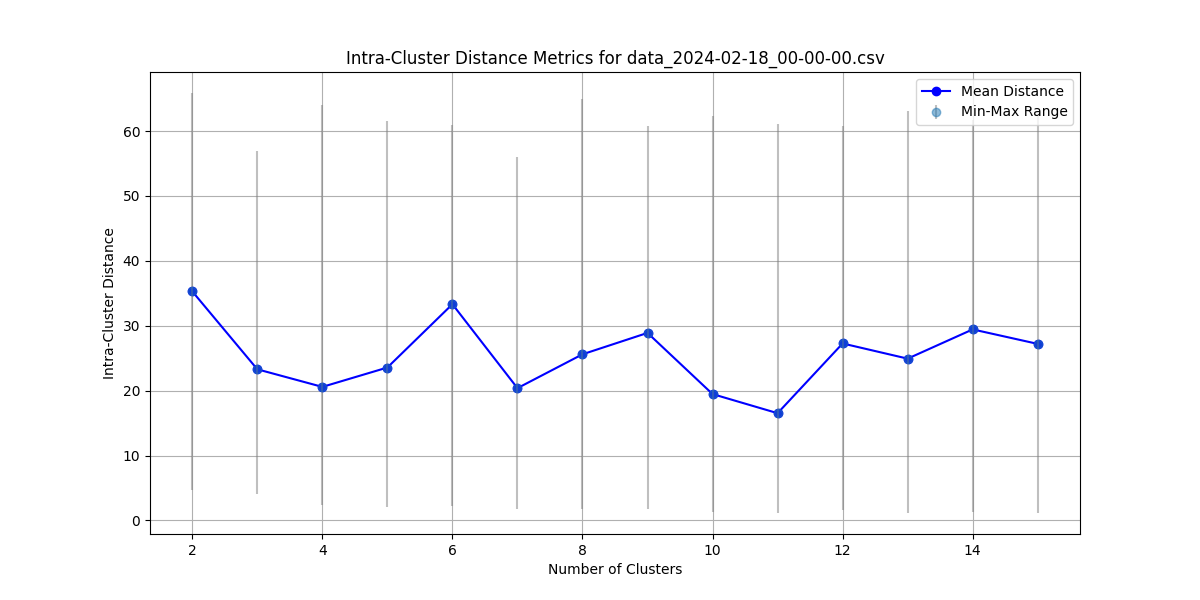 Intra-Cluster Distance Metrics for data_2024-02-18_00-00-00.csv
Mean Distance
Min-Max Range
Intra-Cluster Distance
60
50
40
30
20
10
0
2 4 6 8 10 12 14
Number of Clusters